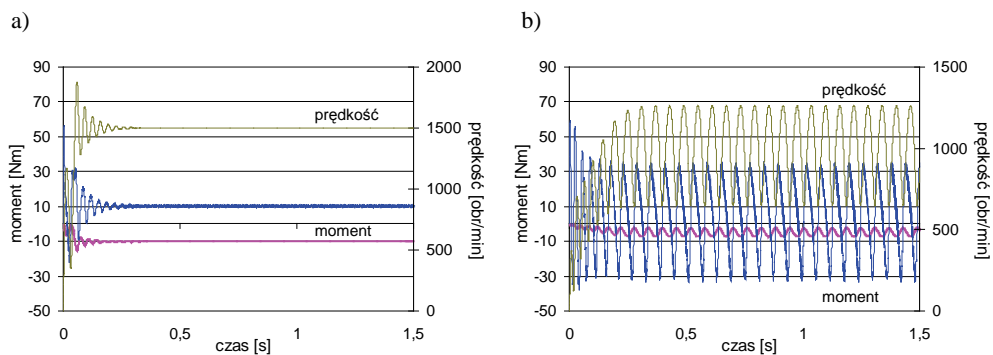 a)
moment [Nm]
90
70
50
30
10
-10
-30
-50
prędkość
moment
2000
1500
1000
500
0
prędkość [obr/min]
0
0,5
1
1,5
czas [s]
b)
moment [Nm]
90
70
50
30
10
-10
-30
-50
prędkość
moment
1500
1000
500
0
prędkość [obr/min]
0
0,5
1
1,5
czas [s]